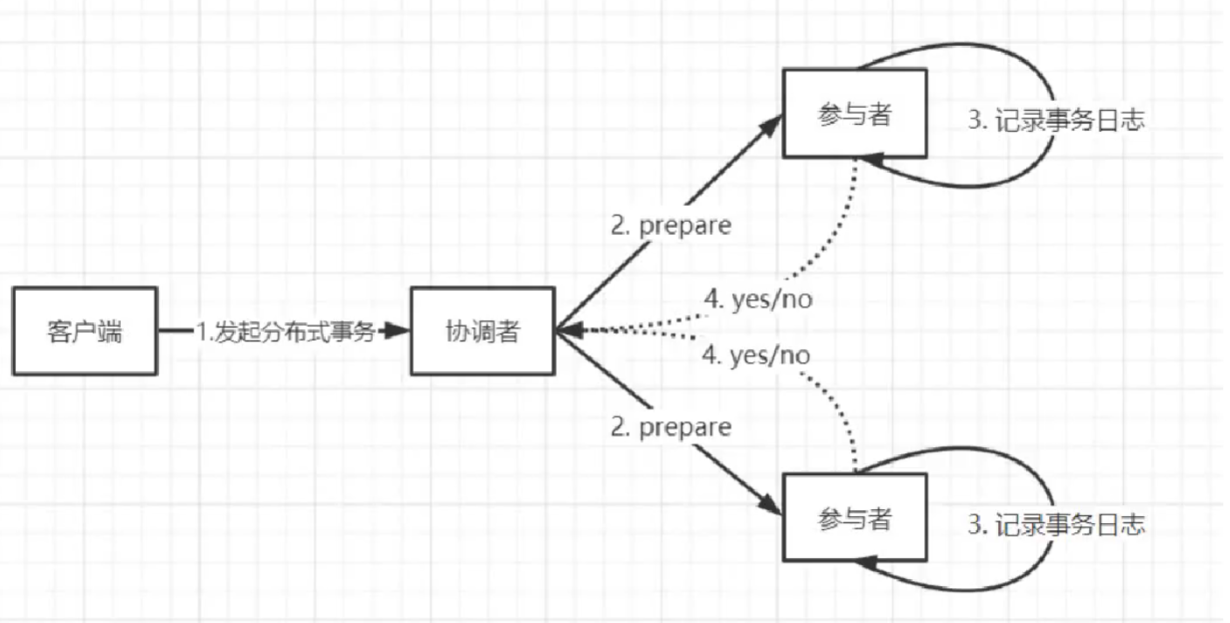 参与者
3. 记录事务日志
2. prepare
4. yes/no
客户端
1.发起分布式事务
协调者
4. yes/no
2. prepare
参与者
3. 记录事务日志